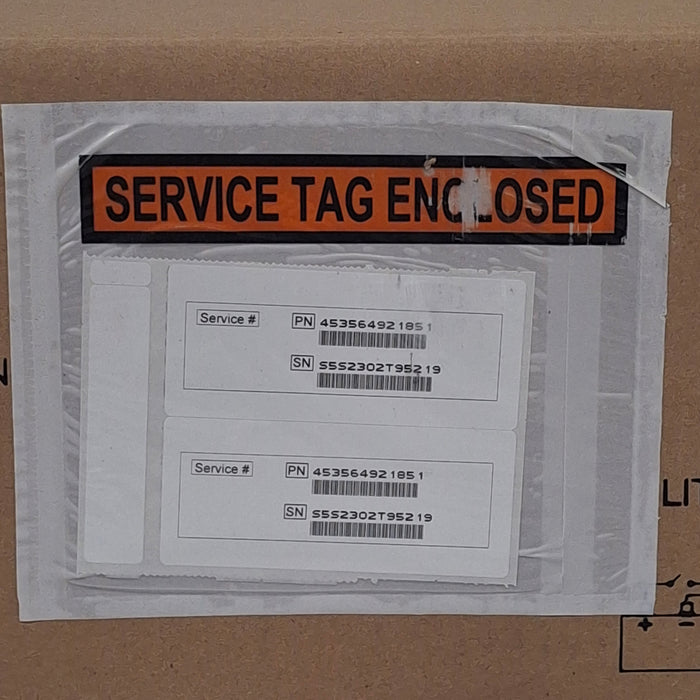 SERVICE TAG ENCLOSED
Service # PN 453564921851
SN S5S2302T95219
Service # PN 453564921851
SN S5S2302T95219